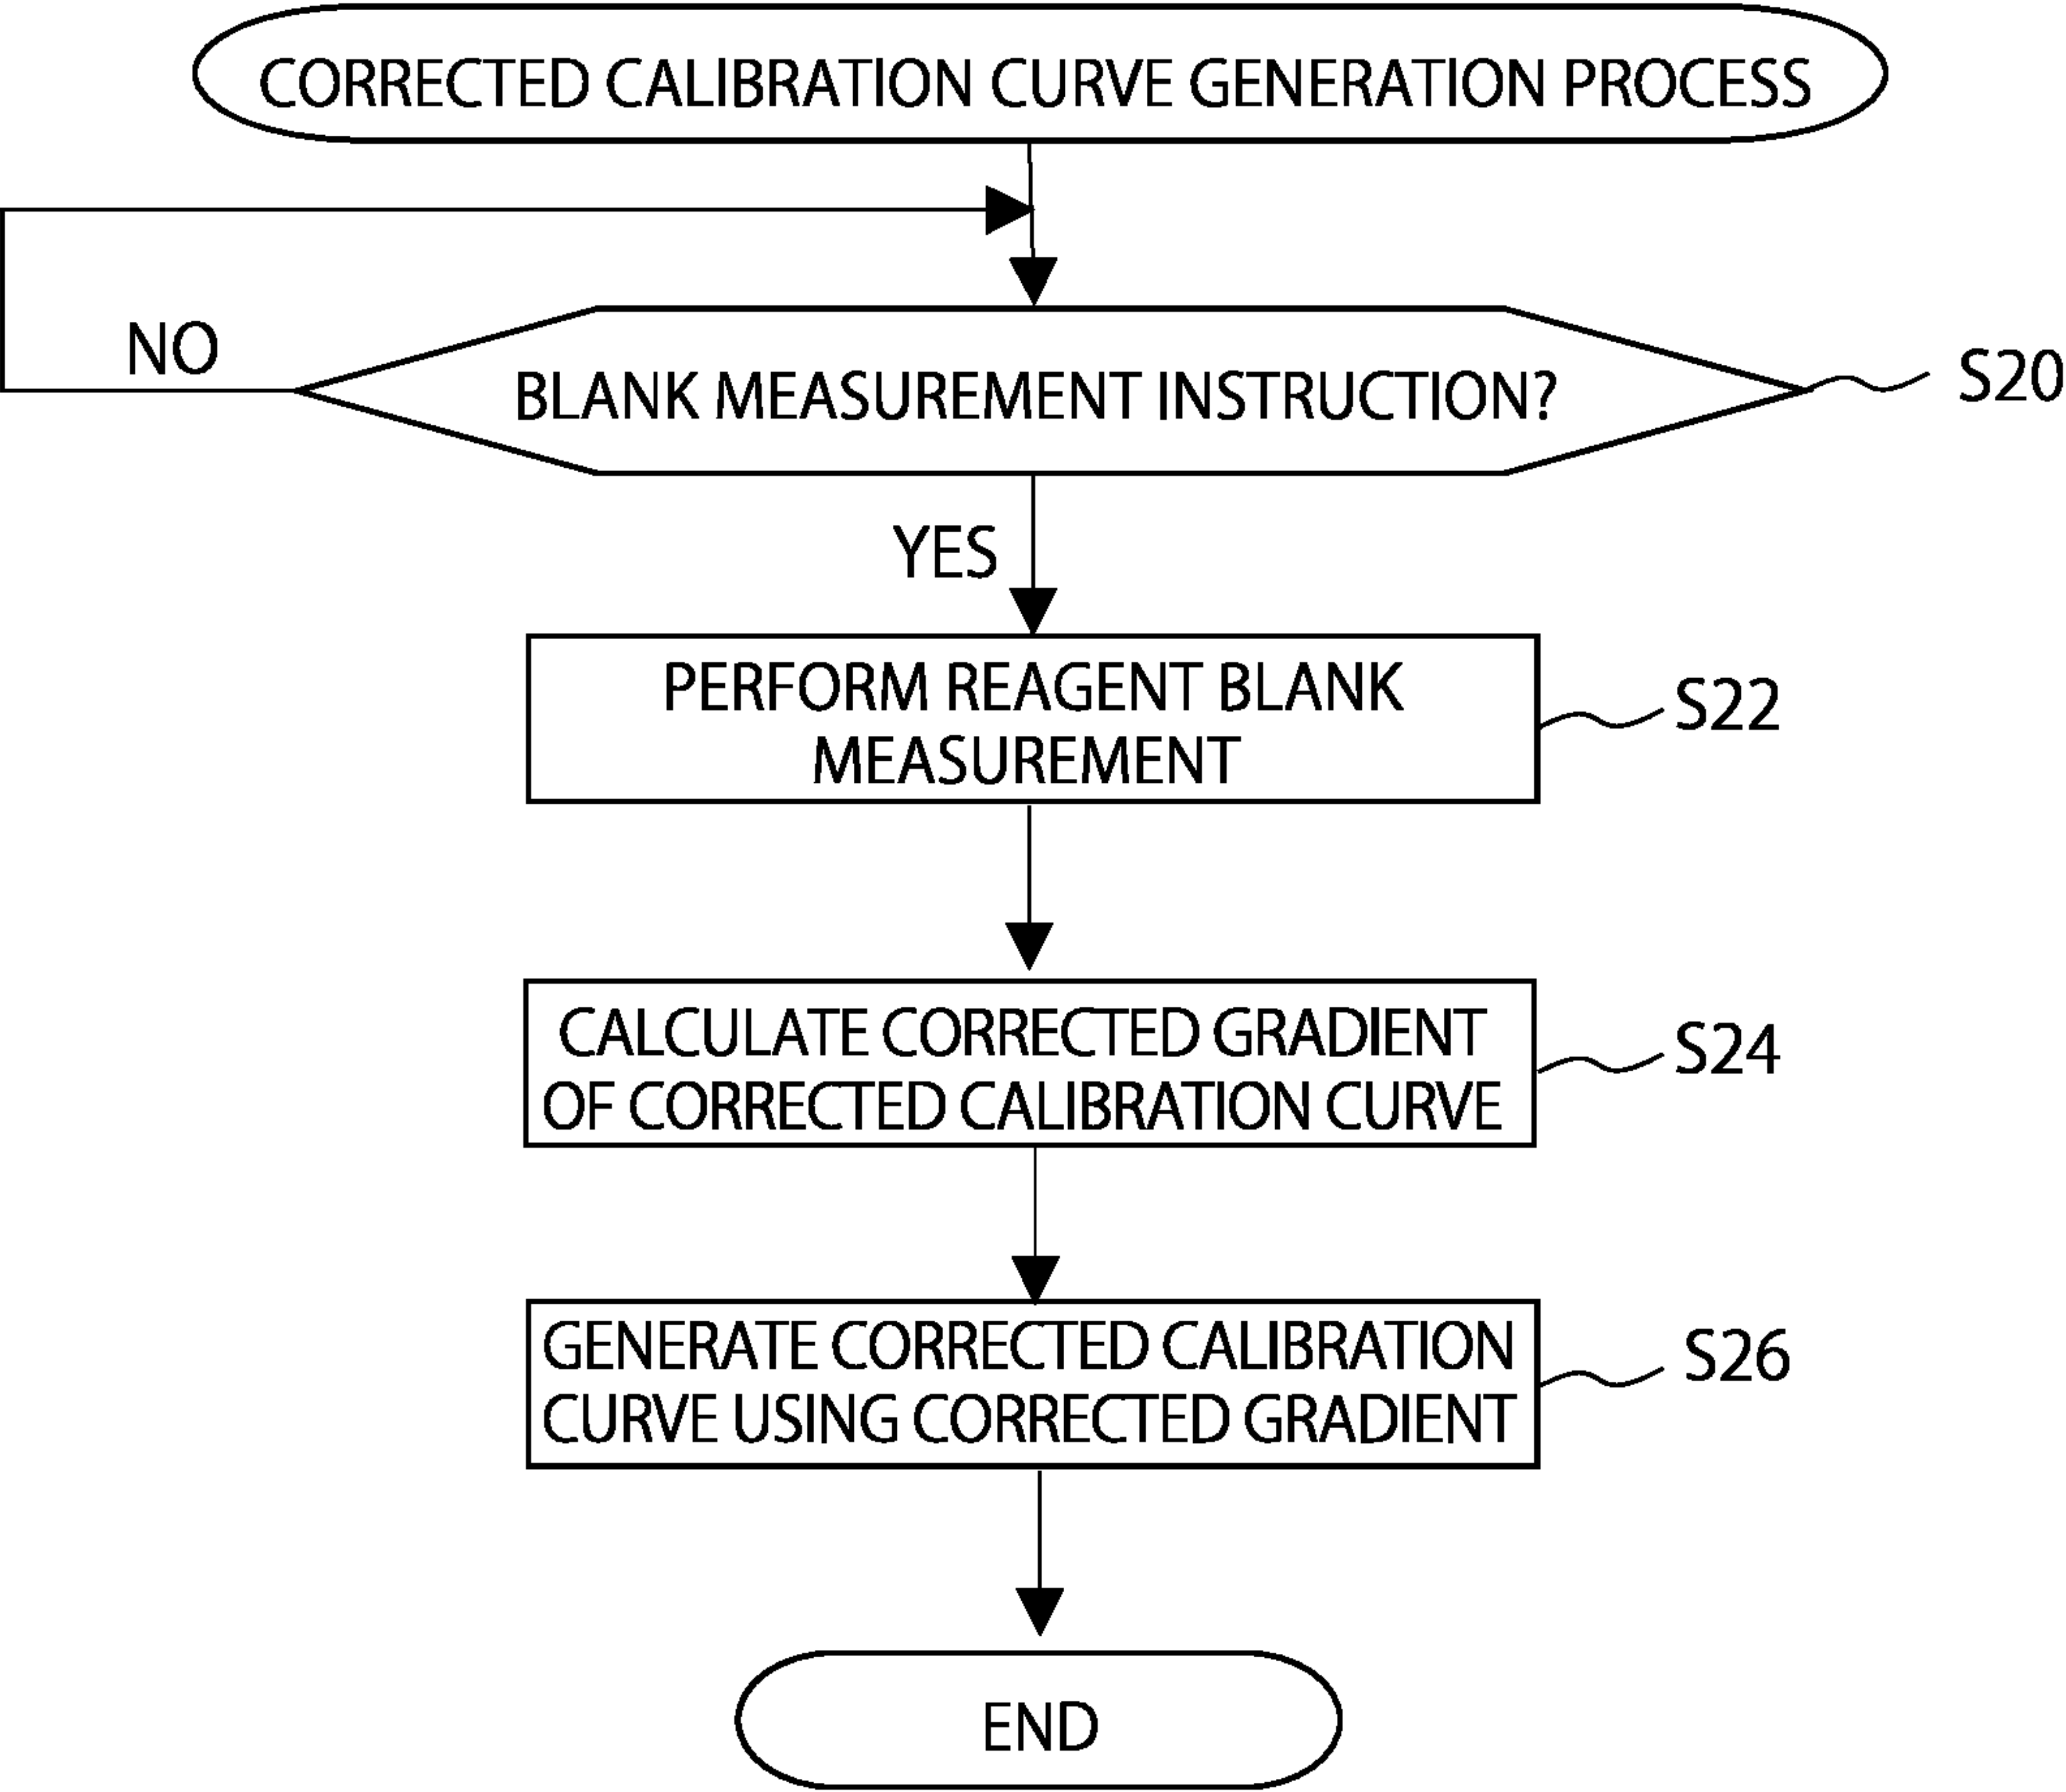 CORRECTED CALIBRATION CURVE GENERATION PROCESS
NO
BLANK MEASUREMENT INSTRUCTION?
S20
YES
PERFORM REAGENT BLANK
MEASUREMENT
S22
CALCULATE CORRECTED GRADIENT
OF CORRECTED CALIBRATION CURVE
S24
GENERATE CORRECTED CALIBRATION
CURVE USING CORRECTED GRADIENT
S26
END